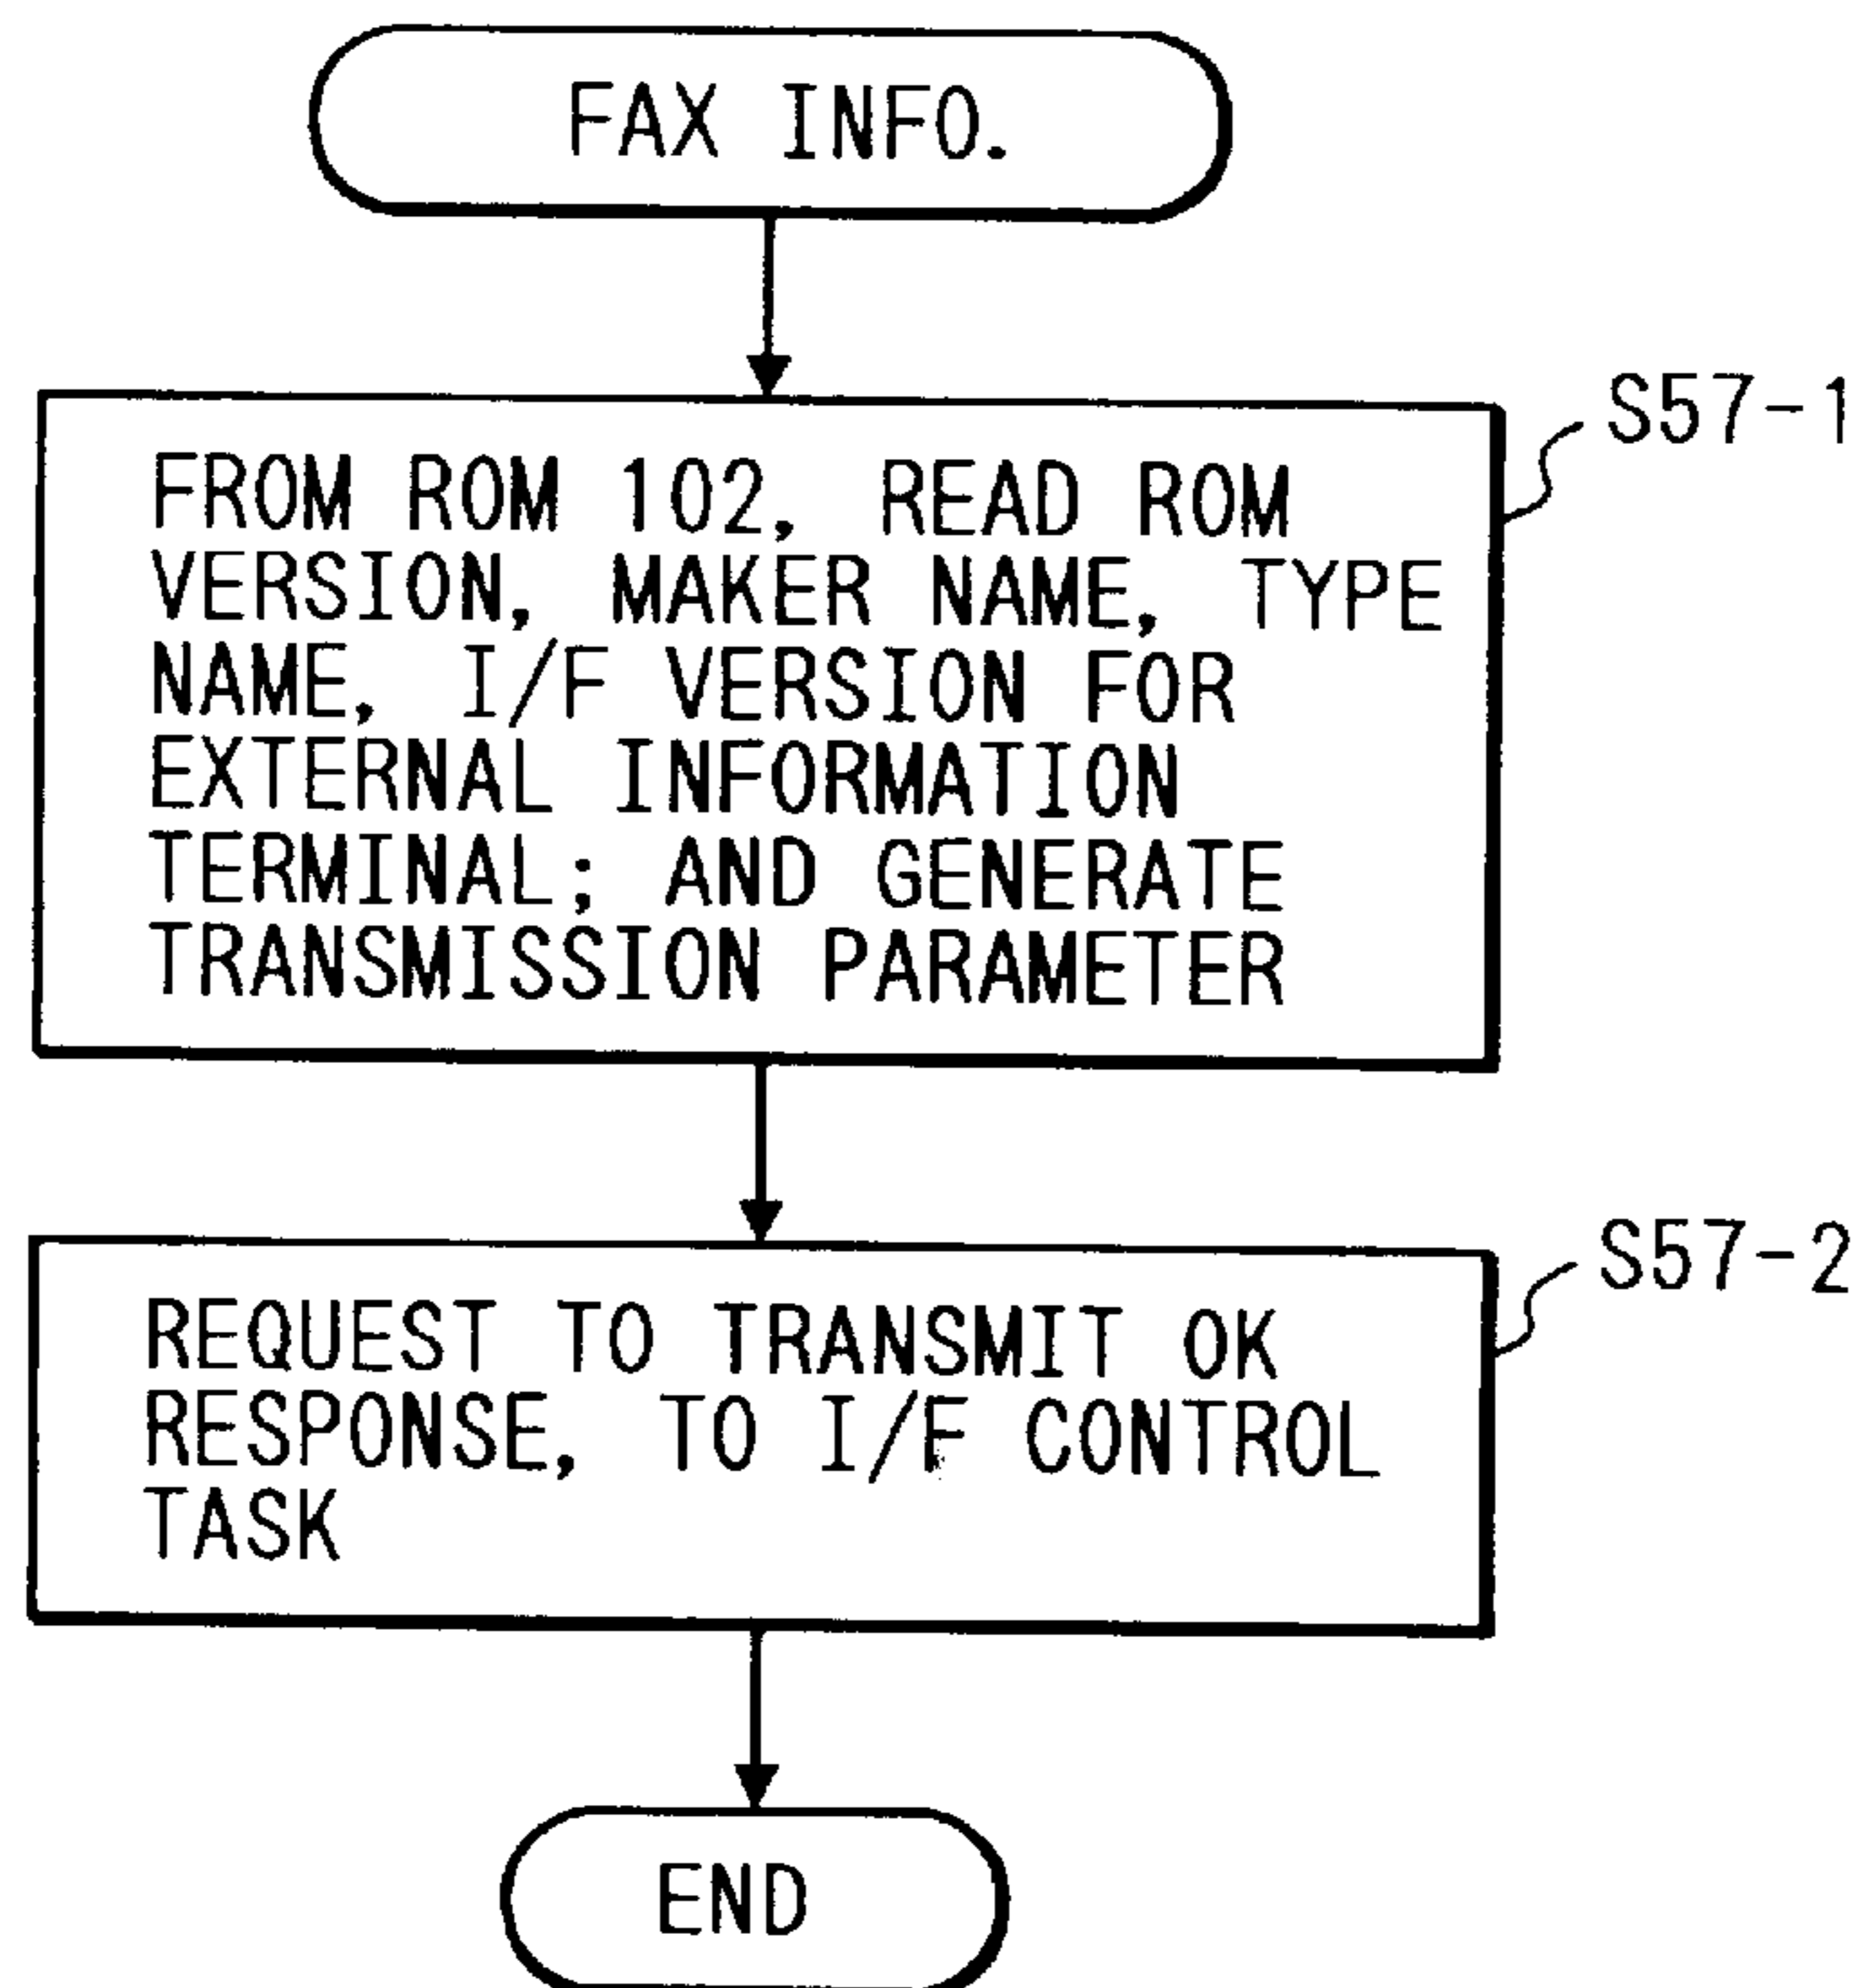 FAX INFO.
S57-1
FROM ROM 102, READ ROM
VERSION, MAKER NAME, TYPE
NAME, I/F VERSION FOR
EXTERNAL INFORMATION
TERMINAL; AND GENERATE
TRANSMISSION PARAMETER
S57-2
REQUEST TO TRANSMIT OK
RESPONSE, TO I/F CONTROL
TASK
END